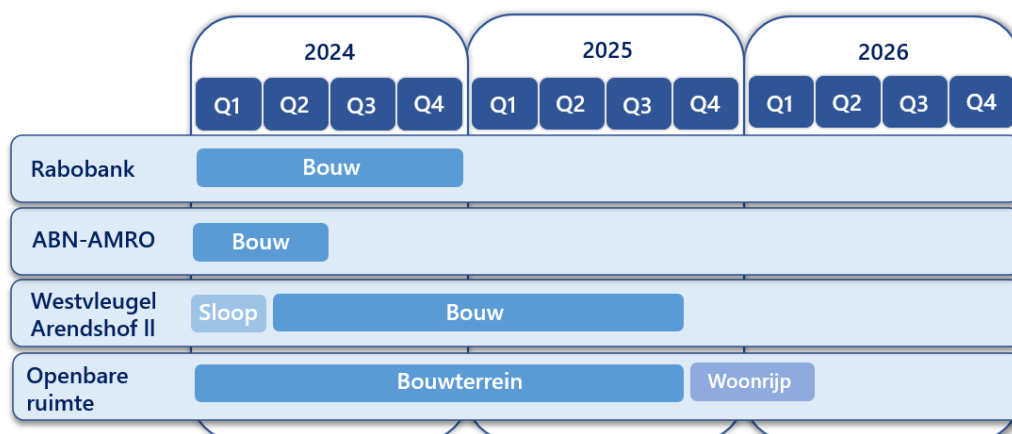 2024 2025 2026
Q1 Q2 Q3 Q4 Q1 Q2 Q3 Q4 Q1 Q2 Q3 Q4
Rabobank Bouw
ABN-AMRO Bouw
Westvleugel
Arendshof ll Sloop Bouw
Openbare
ruimte Bouwterrein Woonrijp